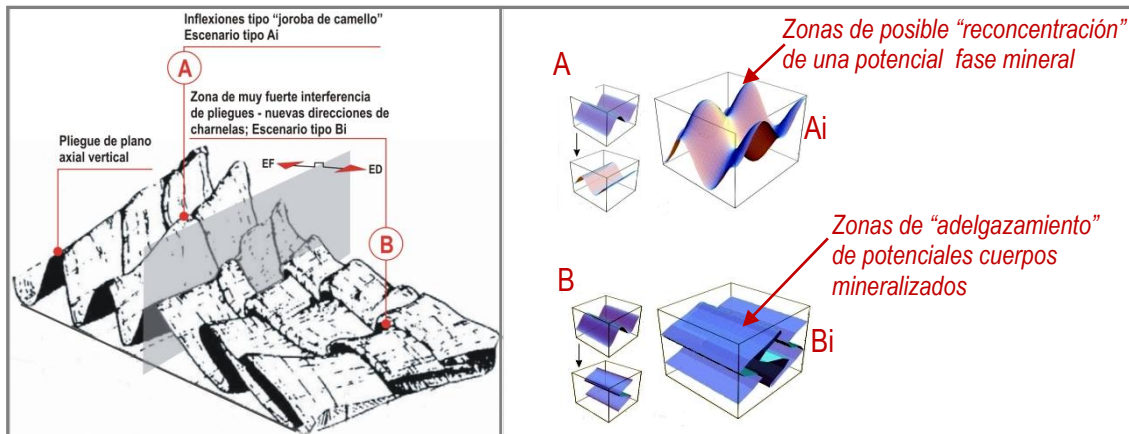 Inflexiones tipo “joroba de camello”
Escenario tipo Ai
A
Zona de muy fuerte interferencia
de pliegues - nuevas direcciones de
charnelas; Escenario tipo Bi
Pliegue de plano
axial vertical
EF
ED
B
Zonas de posible “reconcentración”
de una potencial fase mineral
A
Ai
Zonas de “adelgazamiento”
de potenciales cuerpos
mineralizados
B
Bi